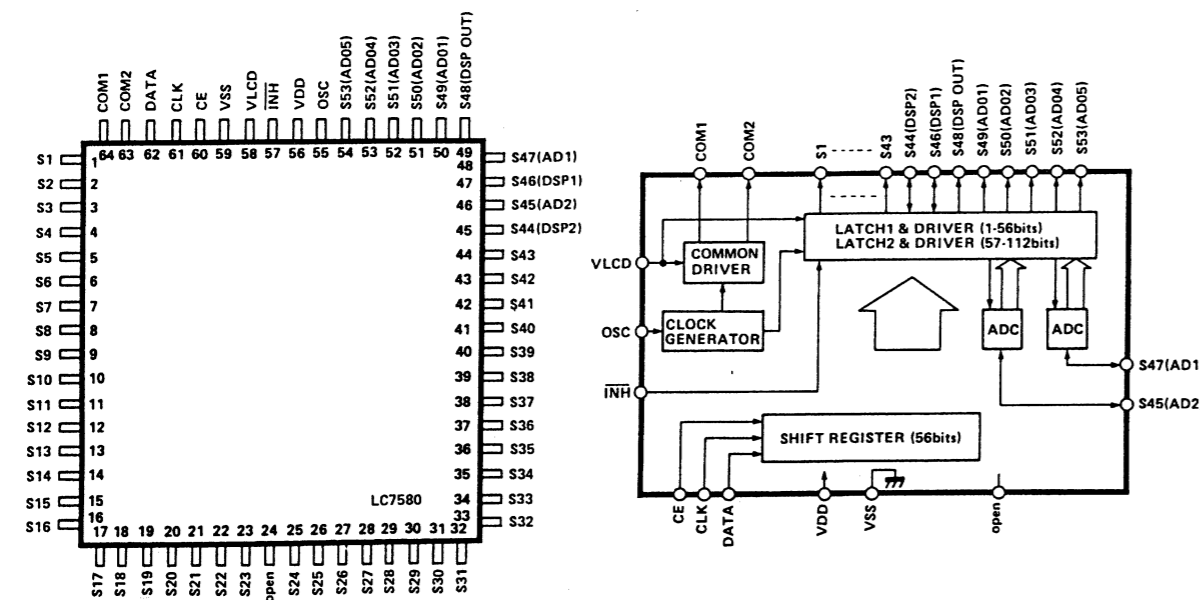 COM1
COM2
DATA
CLK
CE
VSS
VLCD
INH
VDD
OSC
S53(AD05)
S52(AD04)
S51(AD03)
S50(AD02)
S49(AD01)
S48(DSP OUT)
64 63 62 61 60 59 58 57 56 55 54 53 52 51 50 49
S1 1
S2 2
S3 3
S4 4
S5 5
S6 6
S7 7
S8 8
S9 9
S10 10
S11 11
S12 12
S13 13
S14 14
S15 15
S16 16
48 S47(AD1)
47 S46(DSP1)
46 S45(AD2)
45 S44(DSP2)
44 S43
43 S42
42 S41
41 S40
40 S39
39 S38
38 S37
37 S36
36 S35
35 S34
34 S33
33 S32
LC7580
17 18 19 20 21 22 23 24 25 26 27 28 29 30 31 32
S17
S18
S19
S20
S21
S22
S23
open
S24
S25
S26
S27
S28
S29
S30
S31
COM1
COM2
S1
S43
S44(DSP2)
S46(DSP1)
S48(DSP OUT)
S49(AD01)
S50(AD02)
S51(AD03)
S52(AD04)
S53(AD05)
LATCH1 & DRIVER (1-56bits)
LATCH2 & DRIVER (57-112bits)
VLCD
COMMON
DRIVER
OSC
CLOCK
GENERATOR
ADC
ADC
S47(AD1
INH
S45(AD2
SHIFT REGISTER (56bits)
CE
CLK
DATA
VDD
VSS
open